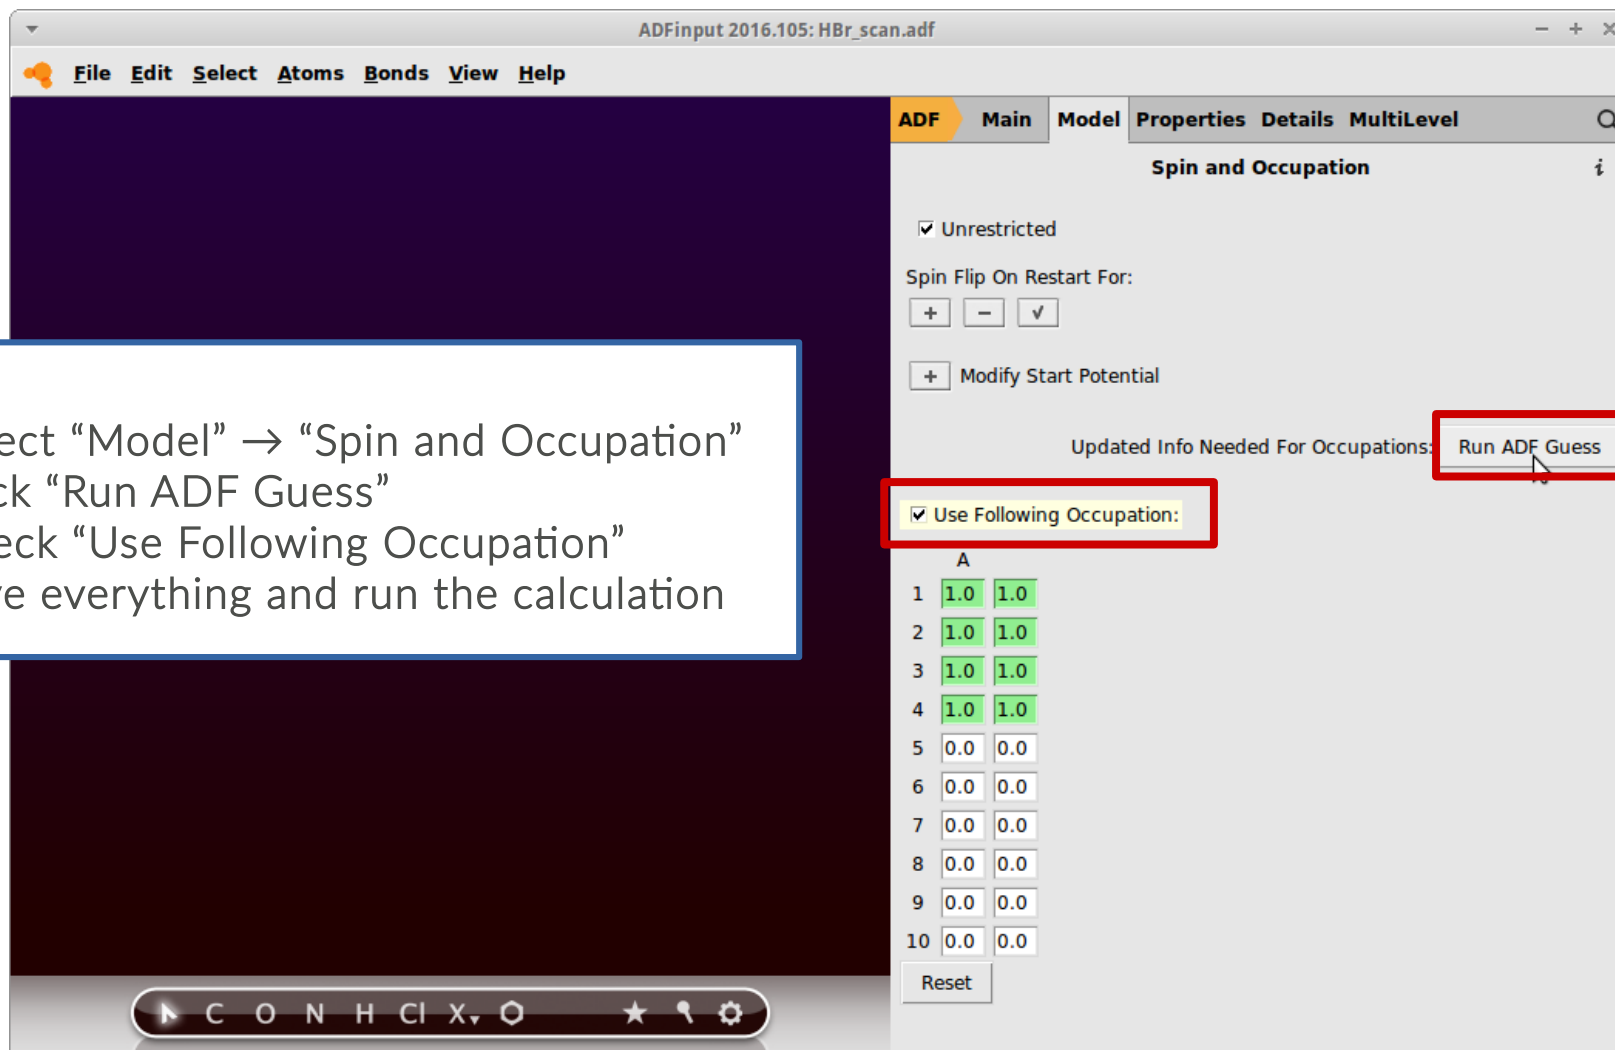 ADFinput 2016.105: HBr_scan.adf
File Edit Select Atoms Bonds View Help
ADF Main Model Properties Details MultiLevel
Spin and Occupation
Unrestricted
Spin Flip On Restart For:
+ − √
+ Modify Start Potential
Updated Info Needed For Occupations: Run ADF Guess
Use Following Occupation:
A
1 1.0 1.0
2 1.0 1.0
3 1.0 1.0
4 1.0 1.0
5 0.0 0.0
6 0.0 0.0
7 0.0 0.0
8 0.0 0.0
9 0.0 0.0
10 0.0 0.0
Reset
ect “Model” → “Spin and Occupation”
ck “Run ADF Guess”
eck “Use Following Occupation”
ve everything and run the calculation
C O N H Cl X